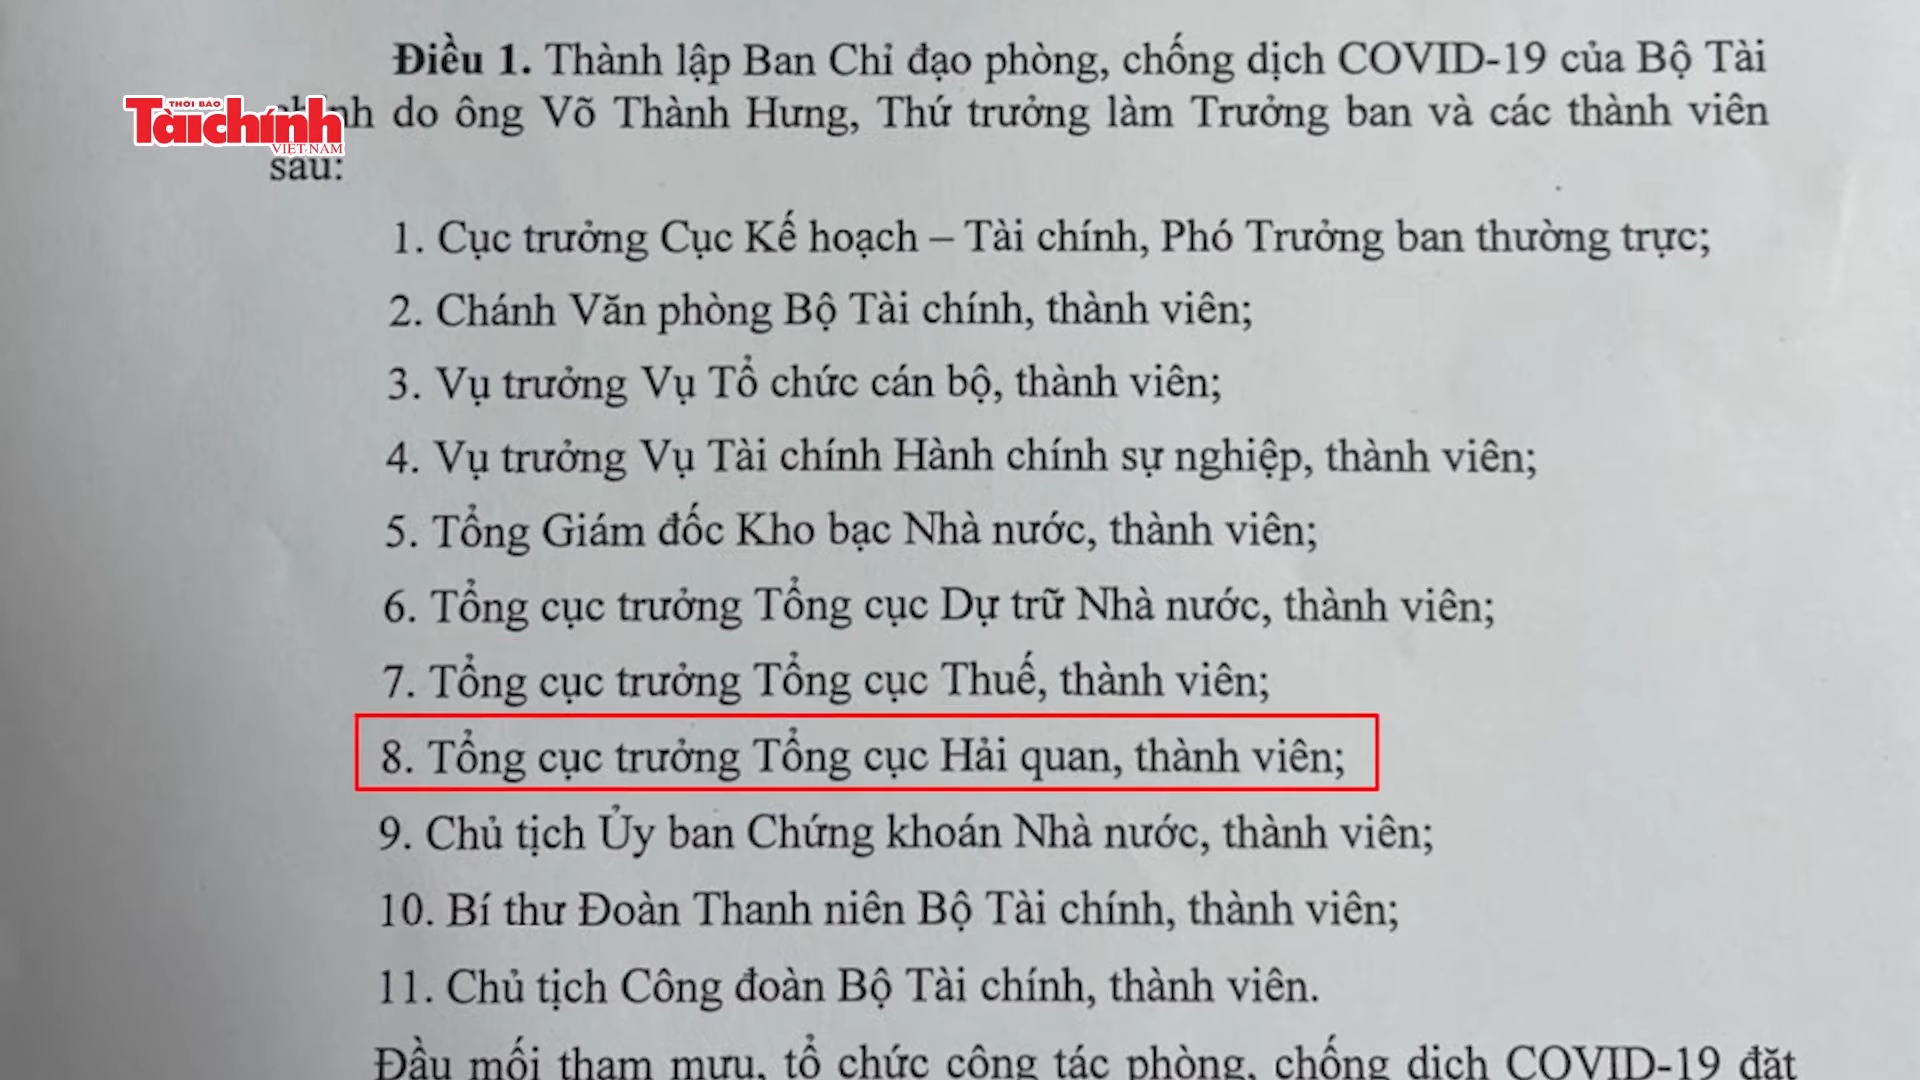 Điều 1. Thành lập Ban Chỉ đạo phòng, chống dịch COVID-19 của Bộ Tài
THỜI BÁO
Tàichính
VIỆT NAM
do ông Võ Thành Hưng, Thứ trưởng làm Trưởng ban và các thành viên
sau:
1. Cục trưởng Cục Kế hoạch – Tài chính, Phó Trưởng ban thường trực;
2. Chánh Văn phòng Bộ Tài chính, thành viên;
3. Vụ trưởng Vụ Tổ chức cán bộ, thành viên;
4. Vụ trưởng Vụ Tài chính Hành chính sự nghiệp, thành viên;
5. Tổng Giám đốc Kho bạc Nhà nước, thành viên;
6. Tổng cục trưởng Tổng cục Dự trữ Nhà nước, thành viên;
7. Tổng cục trưởng Tổng cục Thuế, thành viên;
8. Tổng cục trưởng Tổng cục Hải quan, thành viên;
9. Chủ tịch Ủy ban Chứng khoán Nhà nước, thành viên;
10. Bí thư Đoàn Thanh niên Bộ Tài chính, thành viên;
11. Chủ tịch Công đoàn Bộ Tài chính, thành viên.
Đầu mối tham mưu, tổ chức công tác phòng, chống dịch COVID-19 đặt